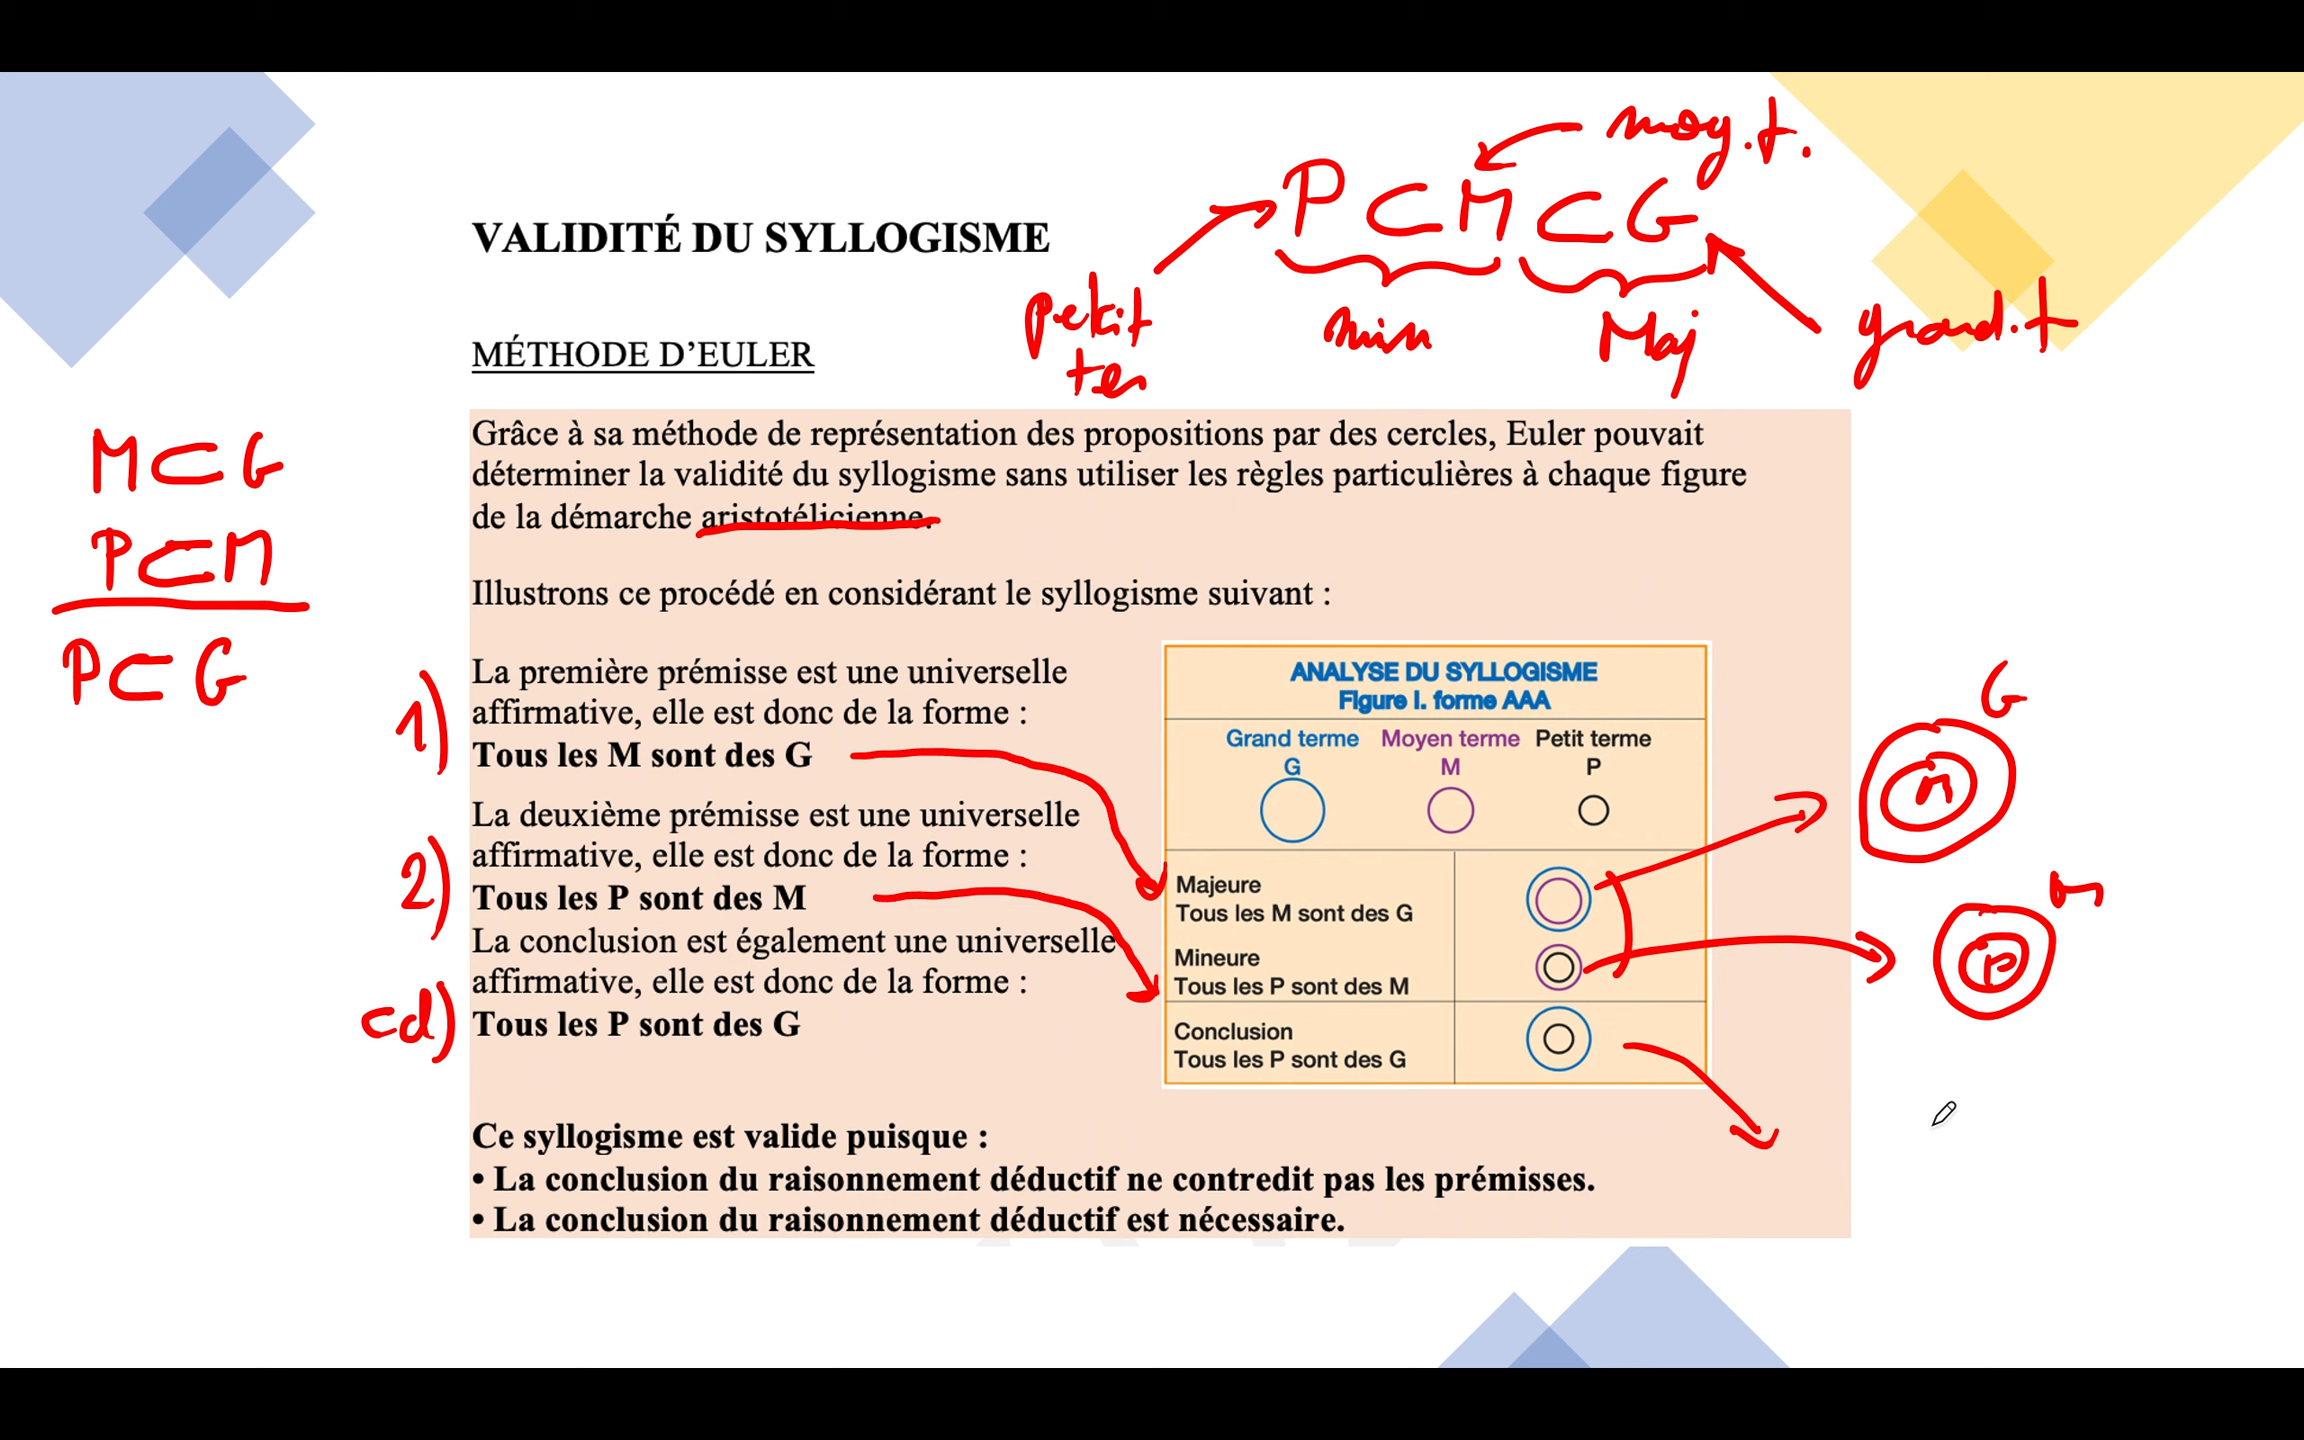 moy.t.
P ⊂ M ⊂ G
VALIDITÉ DU SYLLOGISME
petit
ter
min
Maj
grand.t
MÉTHODE D’EULER
Grâce à sa méthode de représentation des propositions par des cercles, Euler pouvait
déterminer la validité du syllogisme sans utiliser les règles particulières à chaque figure
de la démarche aristotélicienne.
M ⊂ G
P ⊂ M
P ⊂ G
Illustrons ce procédé en considérant le syllogisme suivant :
1)
La première prémisse est une universelle
affirmative, elle est donc de la forme :
Tous les M sont des G
2)
La deuxième prémisse est une universelle
affirmative, elle est donc de la forme :
Tous les P sont des M
La conclusion est également une universelle
affirmative, elle est donc de la forme :
cd)
Tous les P sont des G
ANALYSE DU SYLLOGISME
Figure I. forme AAA
Grand terme Moyen terme Petit terme
G M P
Majeure
Tous les M sont des G
Mineure
Tous les P sont des M
Conclusion
Tous les P sont des G
G
M
M
P
Ce syllogisme est valide puisque :
• La conclusion du raisonnement déductif ne contredit pas les prémisses.
• La conclusion du raisonnement déductif est nécessaire.